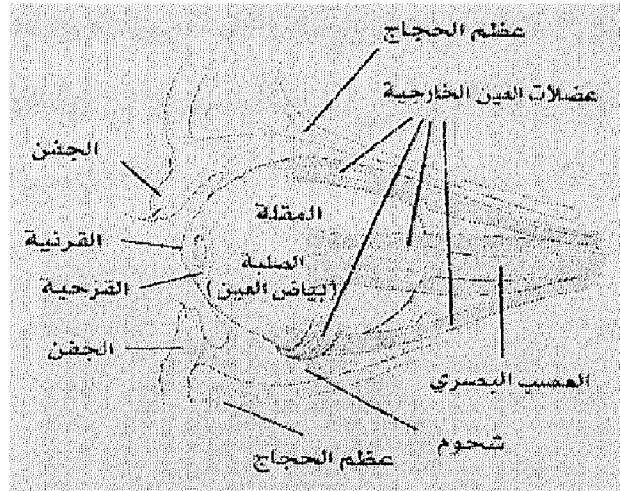 عظم الحجاج
عضلات العين الخارجية
الجفن
المقلة
القرنية
الصلبة
(بياض العين)
القزحية
الجفن
العصب البصري
شحوم
عظم الحجاج